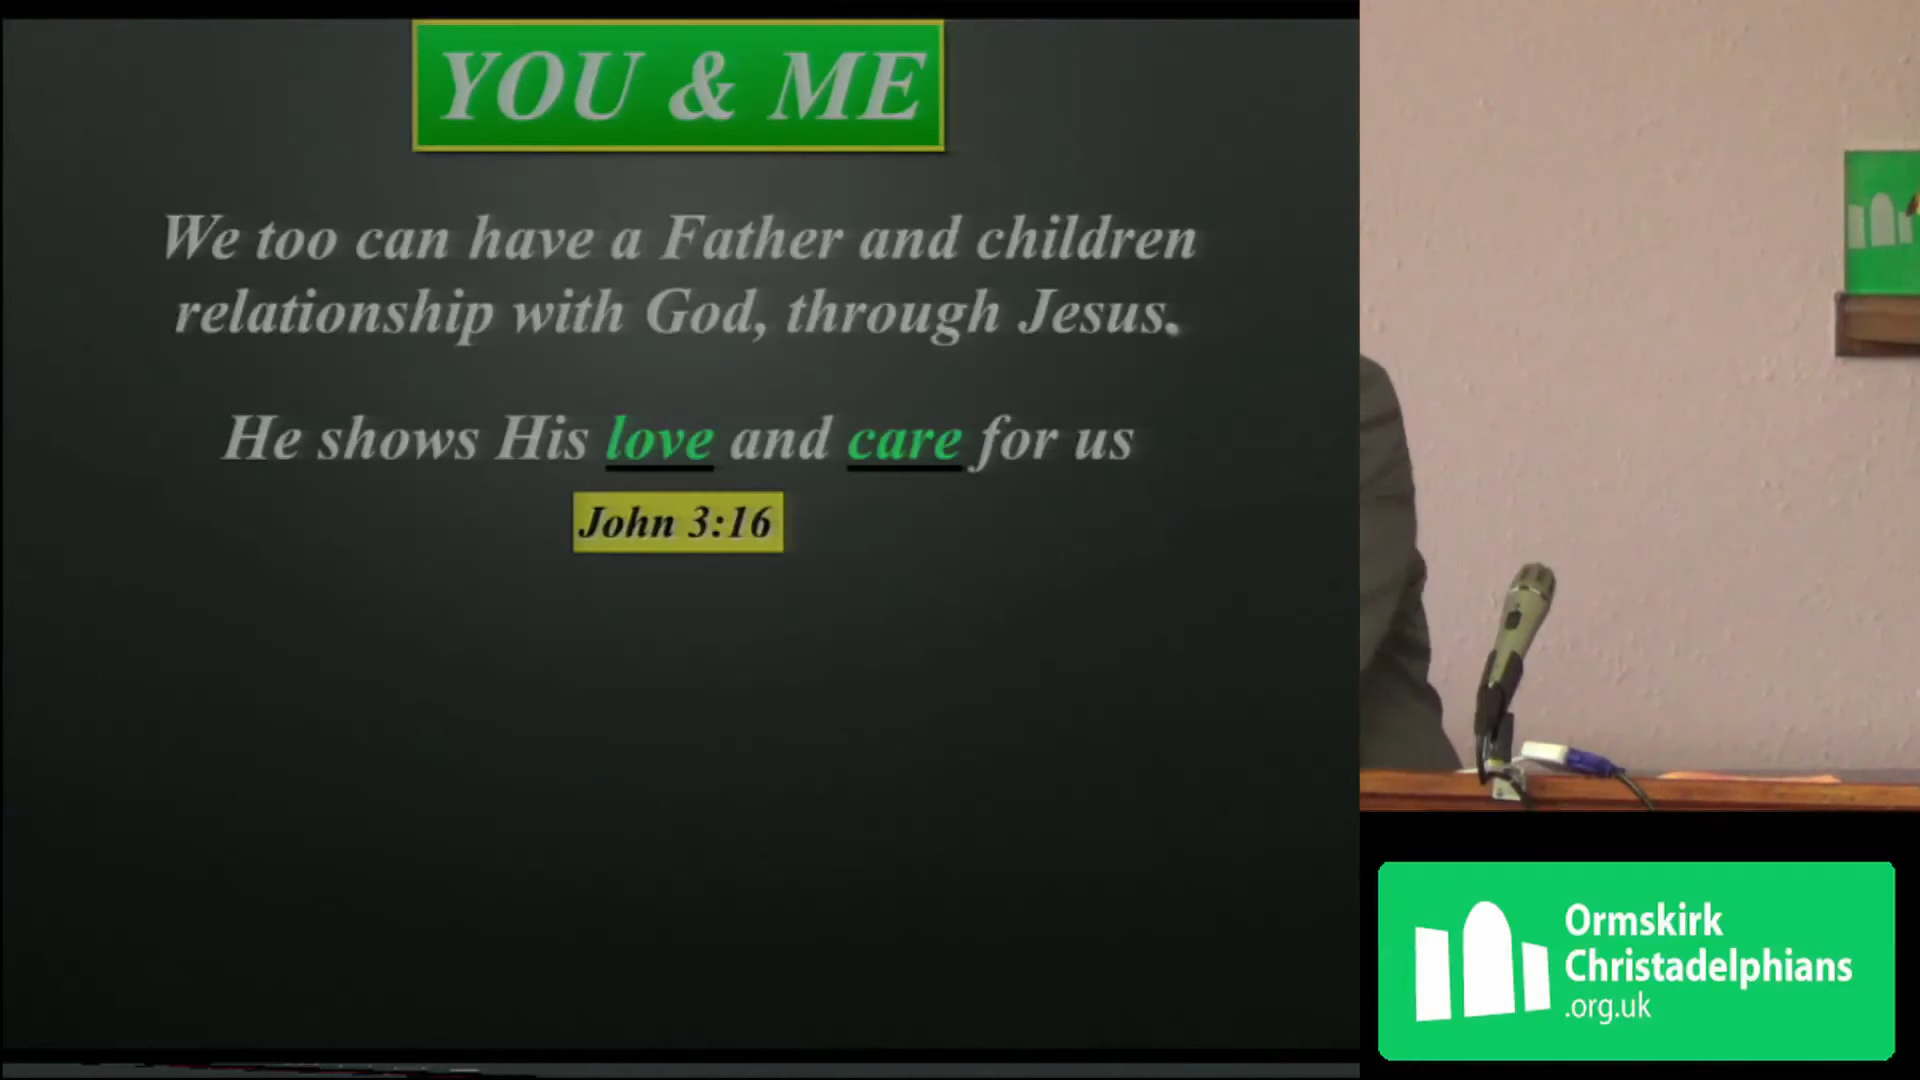 YOU & ME
We too can have a Father and children
relationship with God, through Jesus.
He shows His love and care for us
John 3:16
Ormskirk
Christadelphians
.org.uk